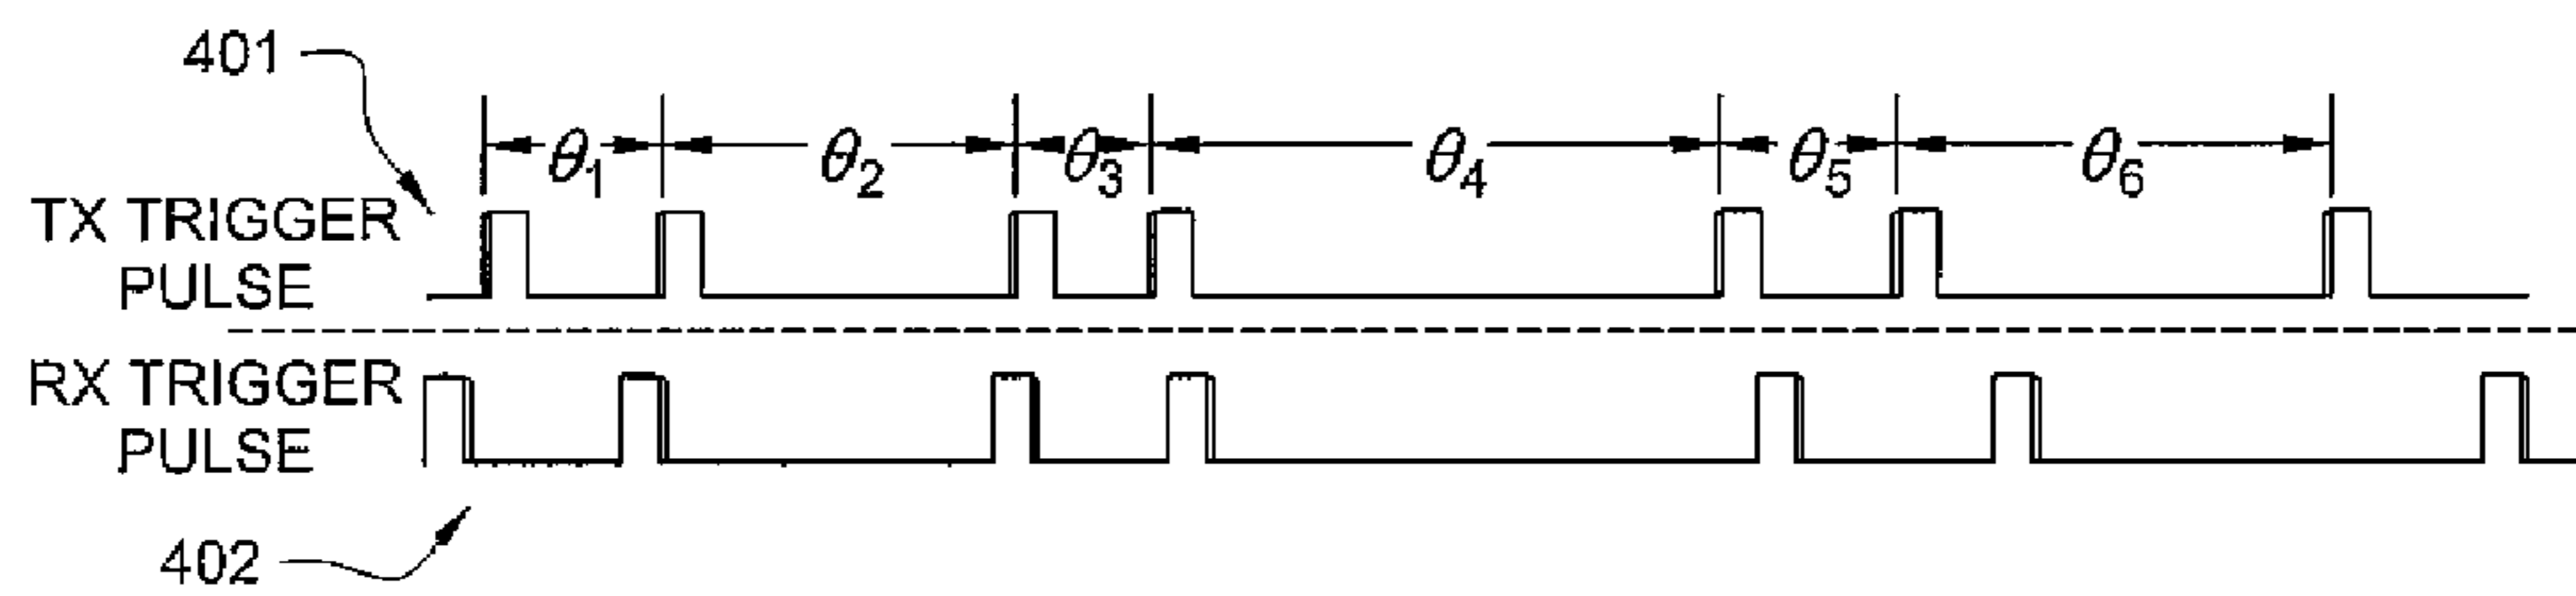 401
θ₁ θ₂ θ₃ θ₄ θ₅ θ₆
TX TRIGGER
PULSE
RX TRIGGER
PULSE
402